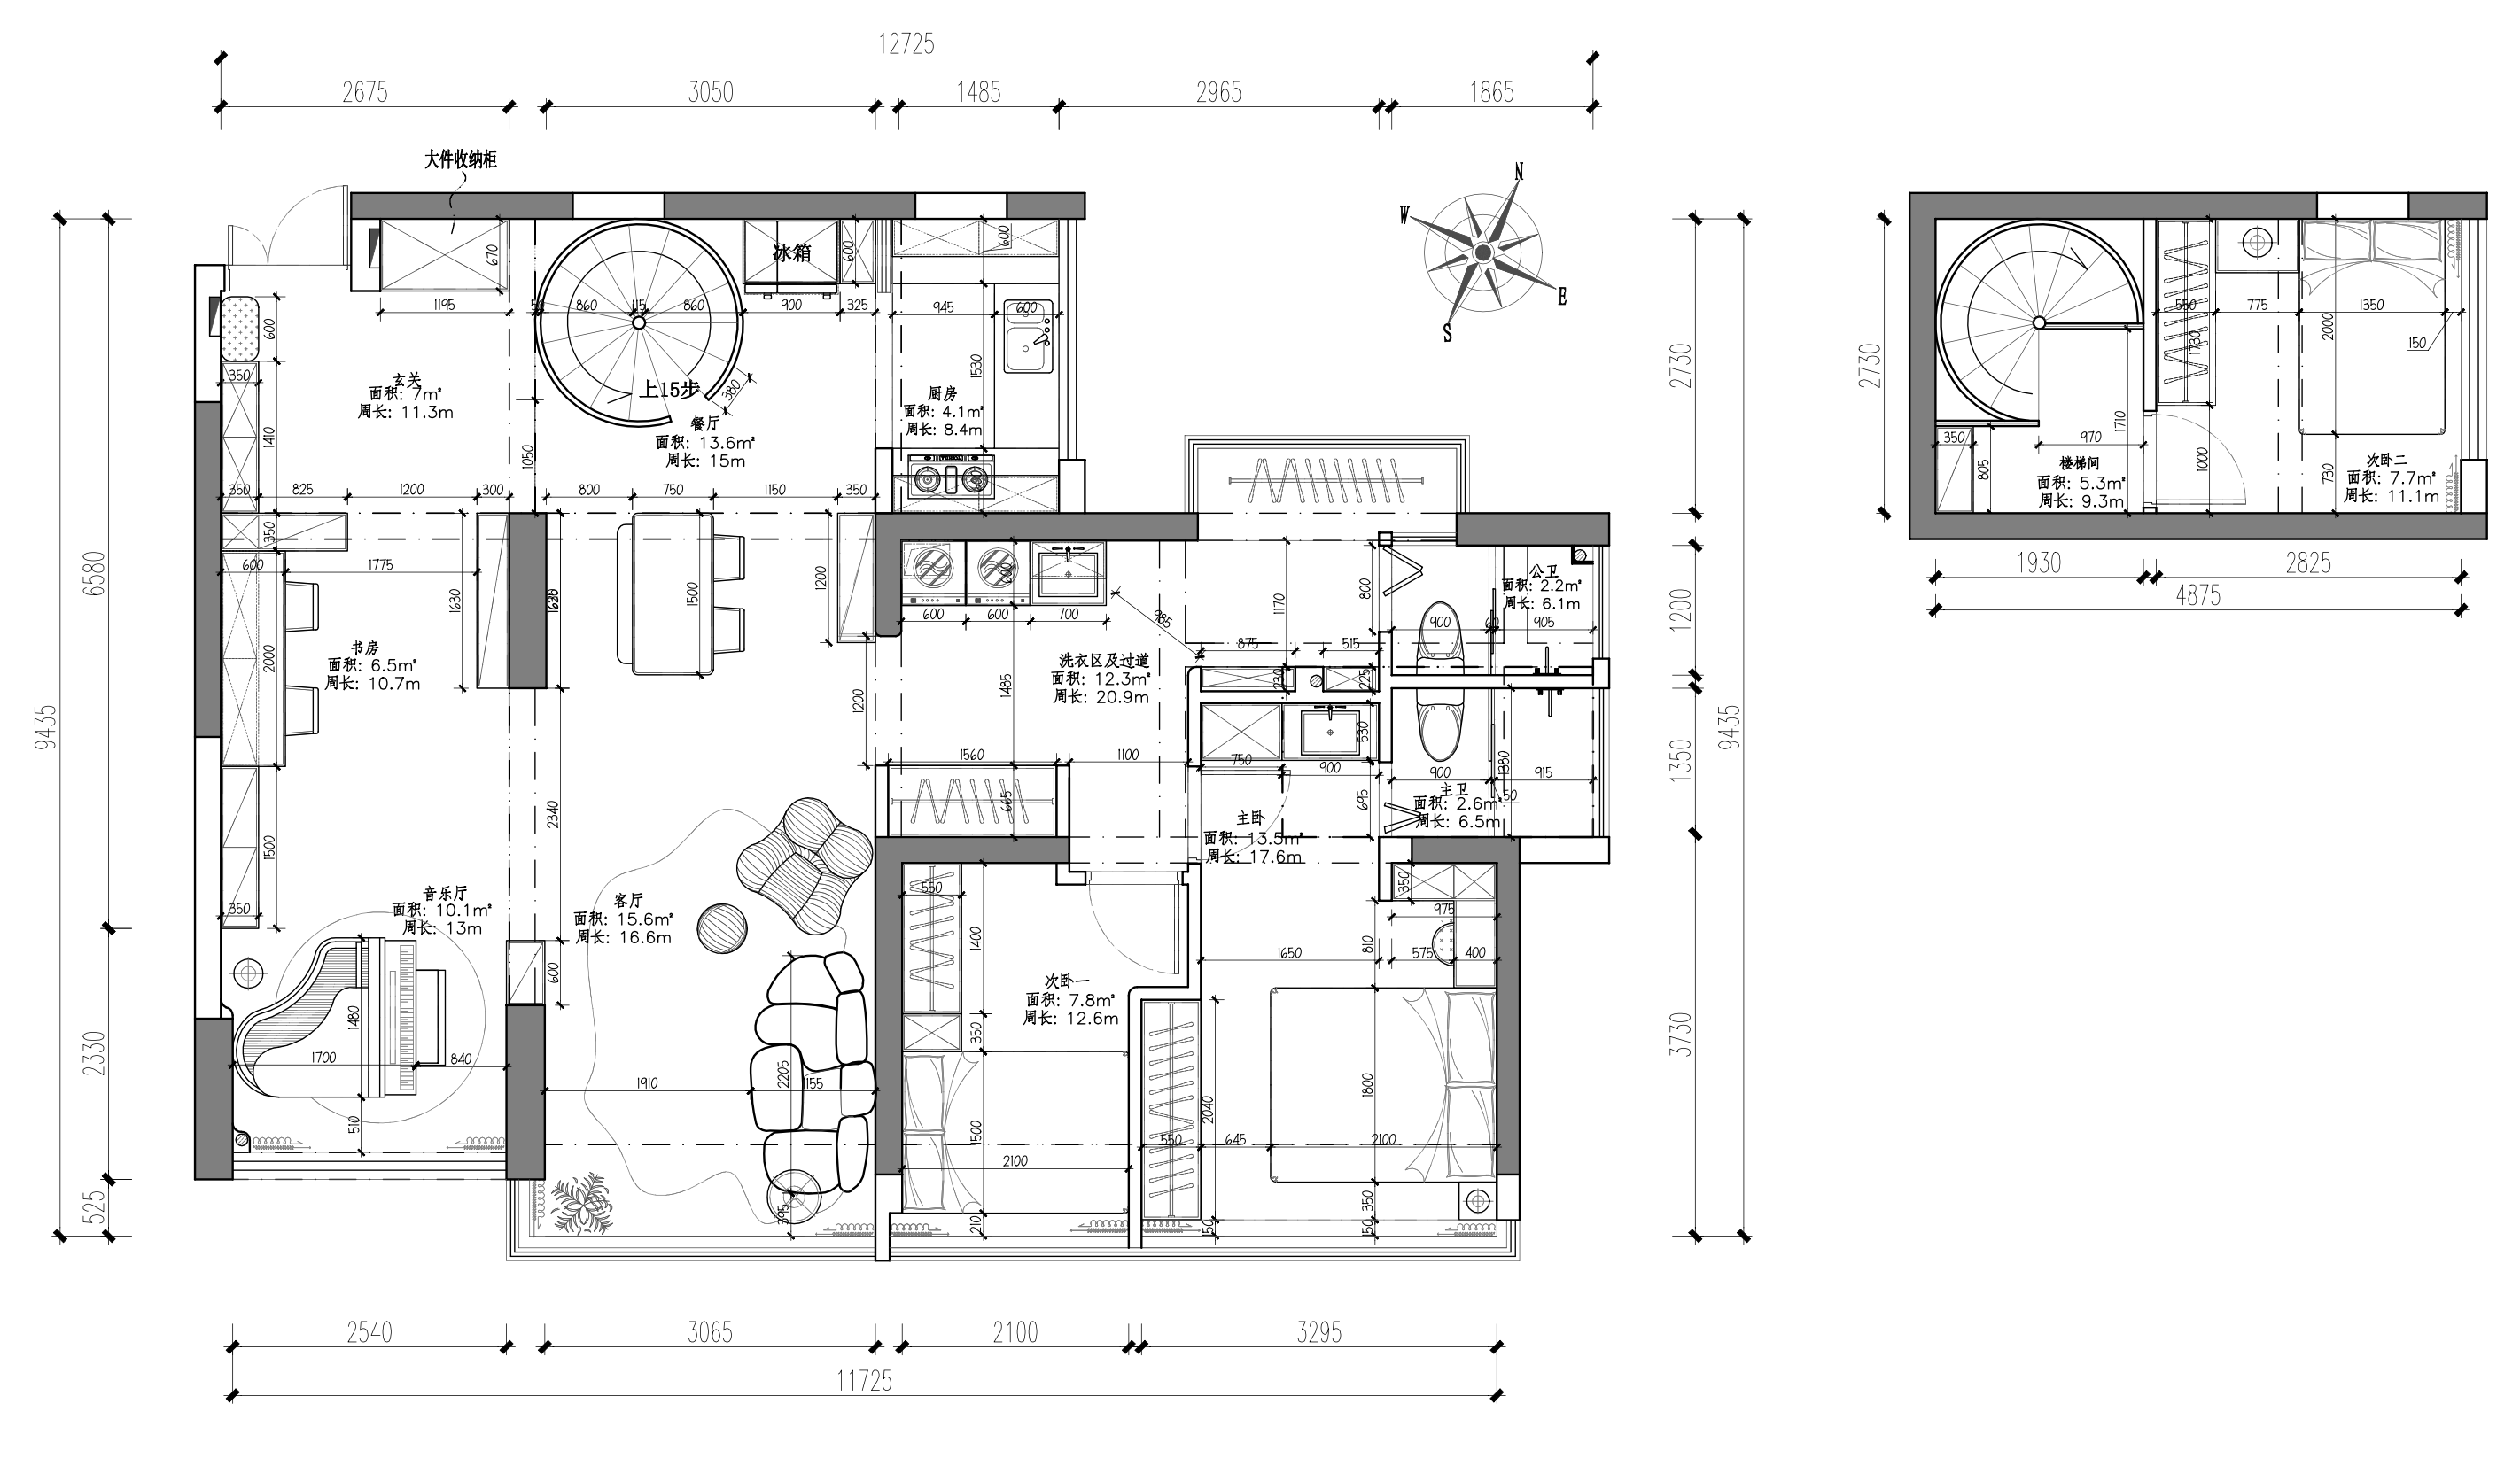 12725
2675 3050 1485 2965 1865
大件收纳柜
N
W
E
S
冰箱
670
600
600
1195
50 860 115 860 900 325
945 600
600
350
玄关
面积: 7m²
周长: 11.3m
上15步
380
餐厅
面积: 13.6m²
周长: 15m
1530
厨房
面积: 4.1m²
周长: 8.4m
1410
1050
350 825 1200 300 800 750 1150 350
350
600 1775
1630
1500
1200
2000
书房
面积: 6.5m²
周长: 10.7m
600 600 700
985
洗衣区及过道
面积: 12.3m²
周长: 20.9m
1485
1200
1170
800
875 515
230
225
公卫
面积: 2.2m²
周长: 6.1m
900 60 905
530
1560 1100 750 900
900 915
1380
50
主卫
面积: 2.6m²
周长: 6.5m
695
665
主卧
面积: 13.5m²
周长: 17.6m
2340
1500
350
音乐厅
面积: 10.1m²
周长: 13m
客厅
面积: 15.6m²
周长: 16.6m
600
550
1400
350
次卧一
面积: 7.8m²
周长: 12.6m
350
975
810
1650 575 400
1480
1700 840
510
1910
2205
1155
395
1500
2100
210
2040
550 645 2100
1800
350
150
150
9435
6580
2330
525
2730
1200
1350
3730
9435
2540 3065 2100 3295
11725
2730
550 775 1350
150
1730
2000
350
805
970
1710
1000
730
楼梯间
面积: 5.3m²
周长: 9.3m
次卧二
面积: 7.7m²
周长: 11.1m
1930 2825
4875